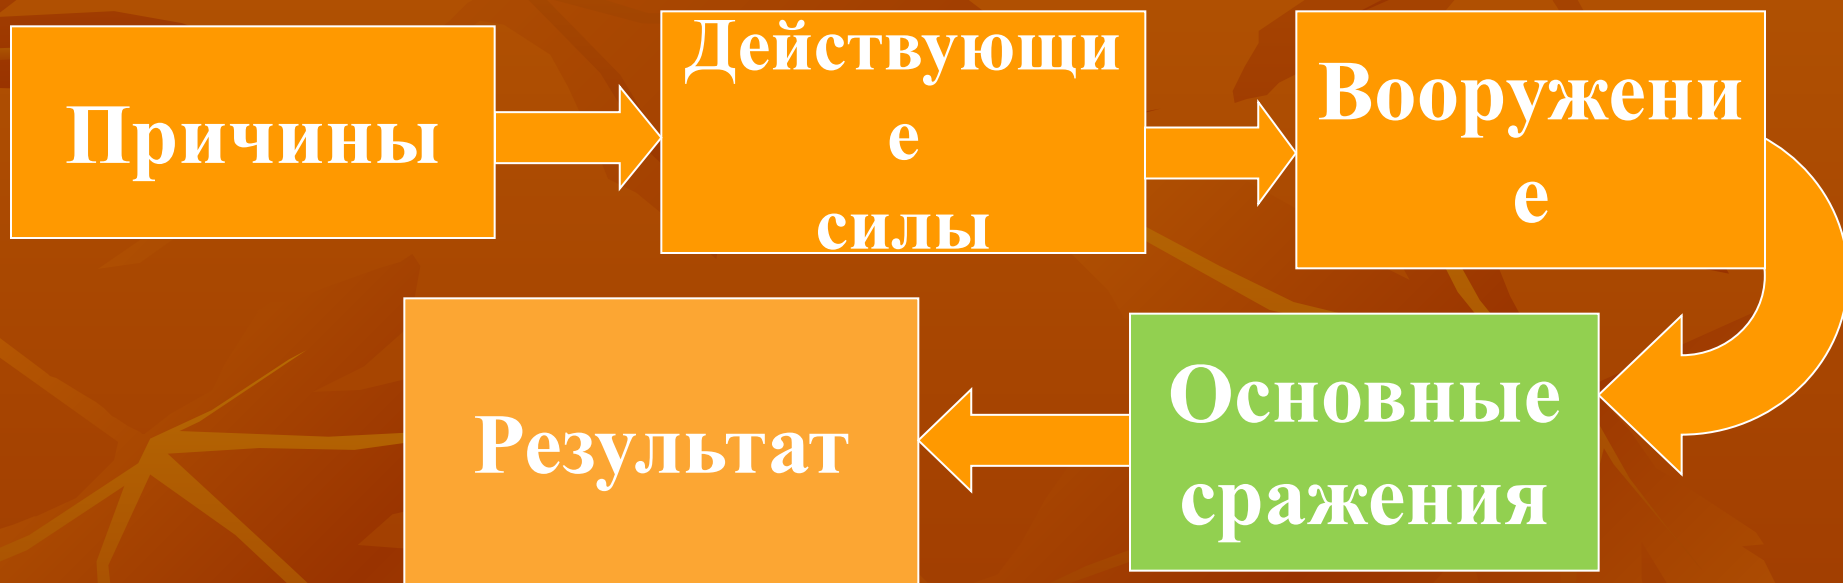 Причины
Действующи
е
силы
Вооружени
е
Основные
сражения
Результат